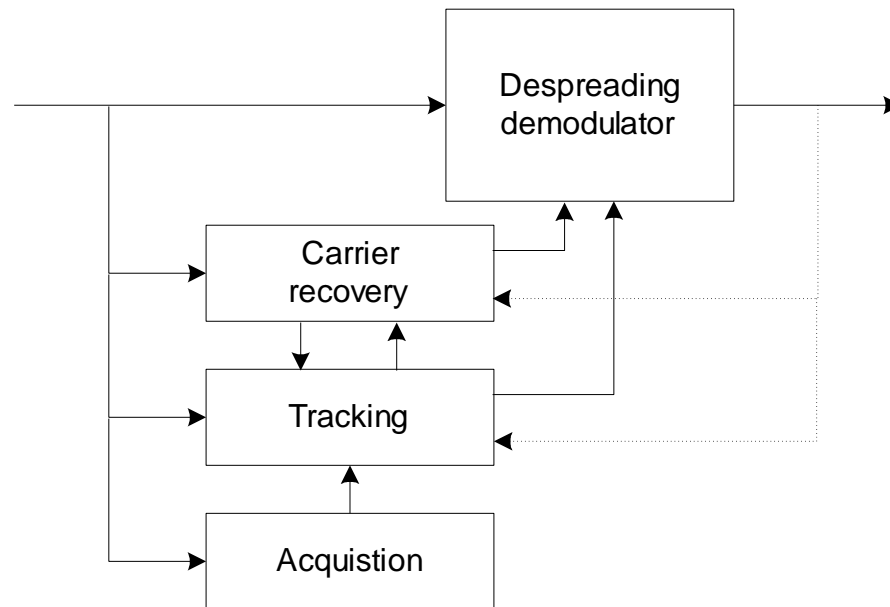 Despreading
demodulator
Carrier
recovery
Tracking
Acquistion